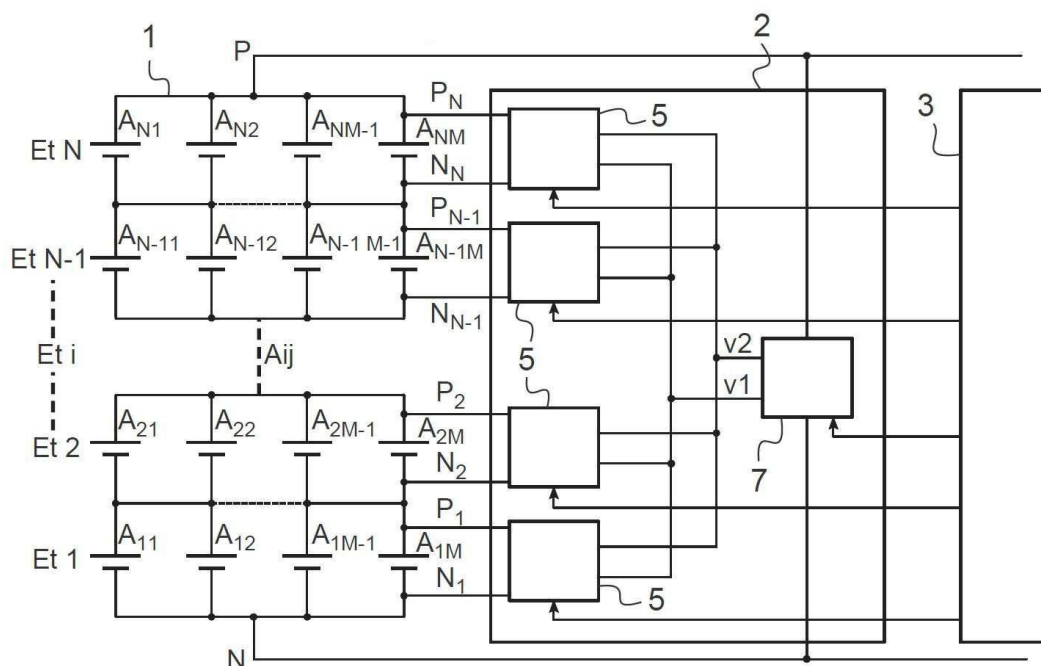 1
P
2
3
P_N
5
A_N1
A_N2
A_NM-1
A_NM
Et N
N_N
P_N-1
A_N-11
A_N-12
A_N-1 M-1
A_N-1M
Et N-1
N_N-1
5
Et i
Aij
v2
v1
P_2
A_21
A_22
A_2M-1
A_2M
Et 2
N_2
7
P_1
A_11
A_12
A_1M-1
A_1M
Et 1
N_1
5
N